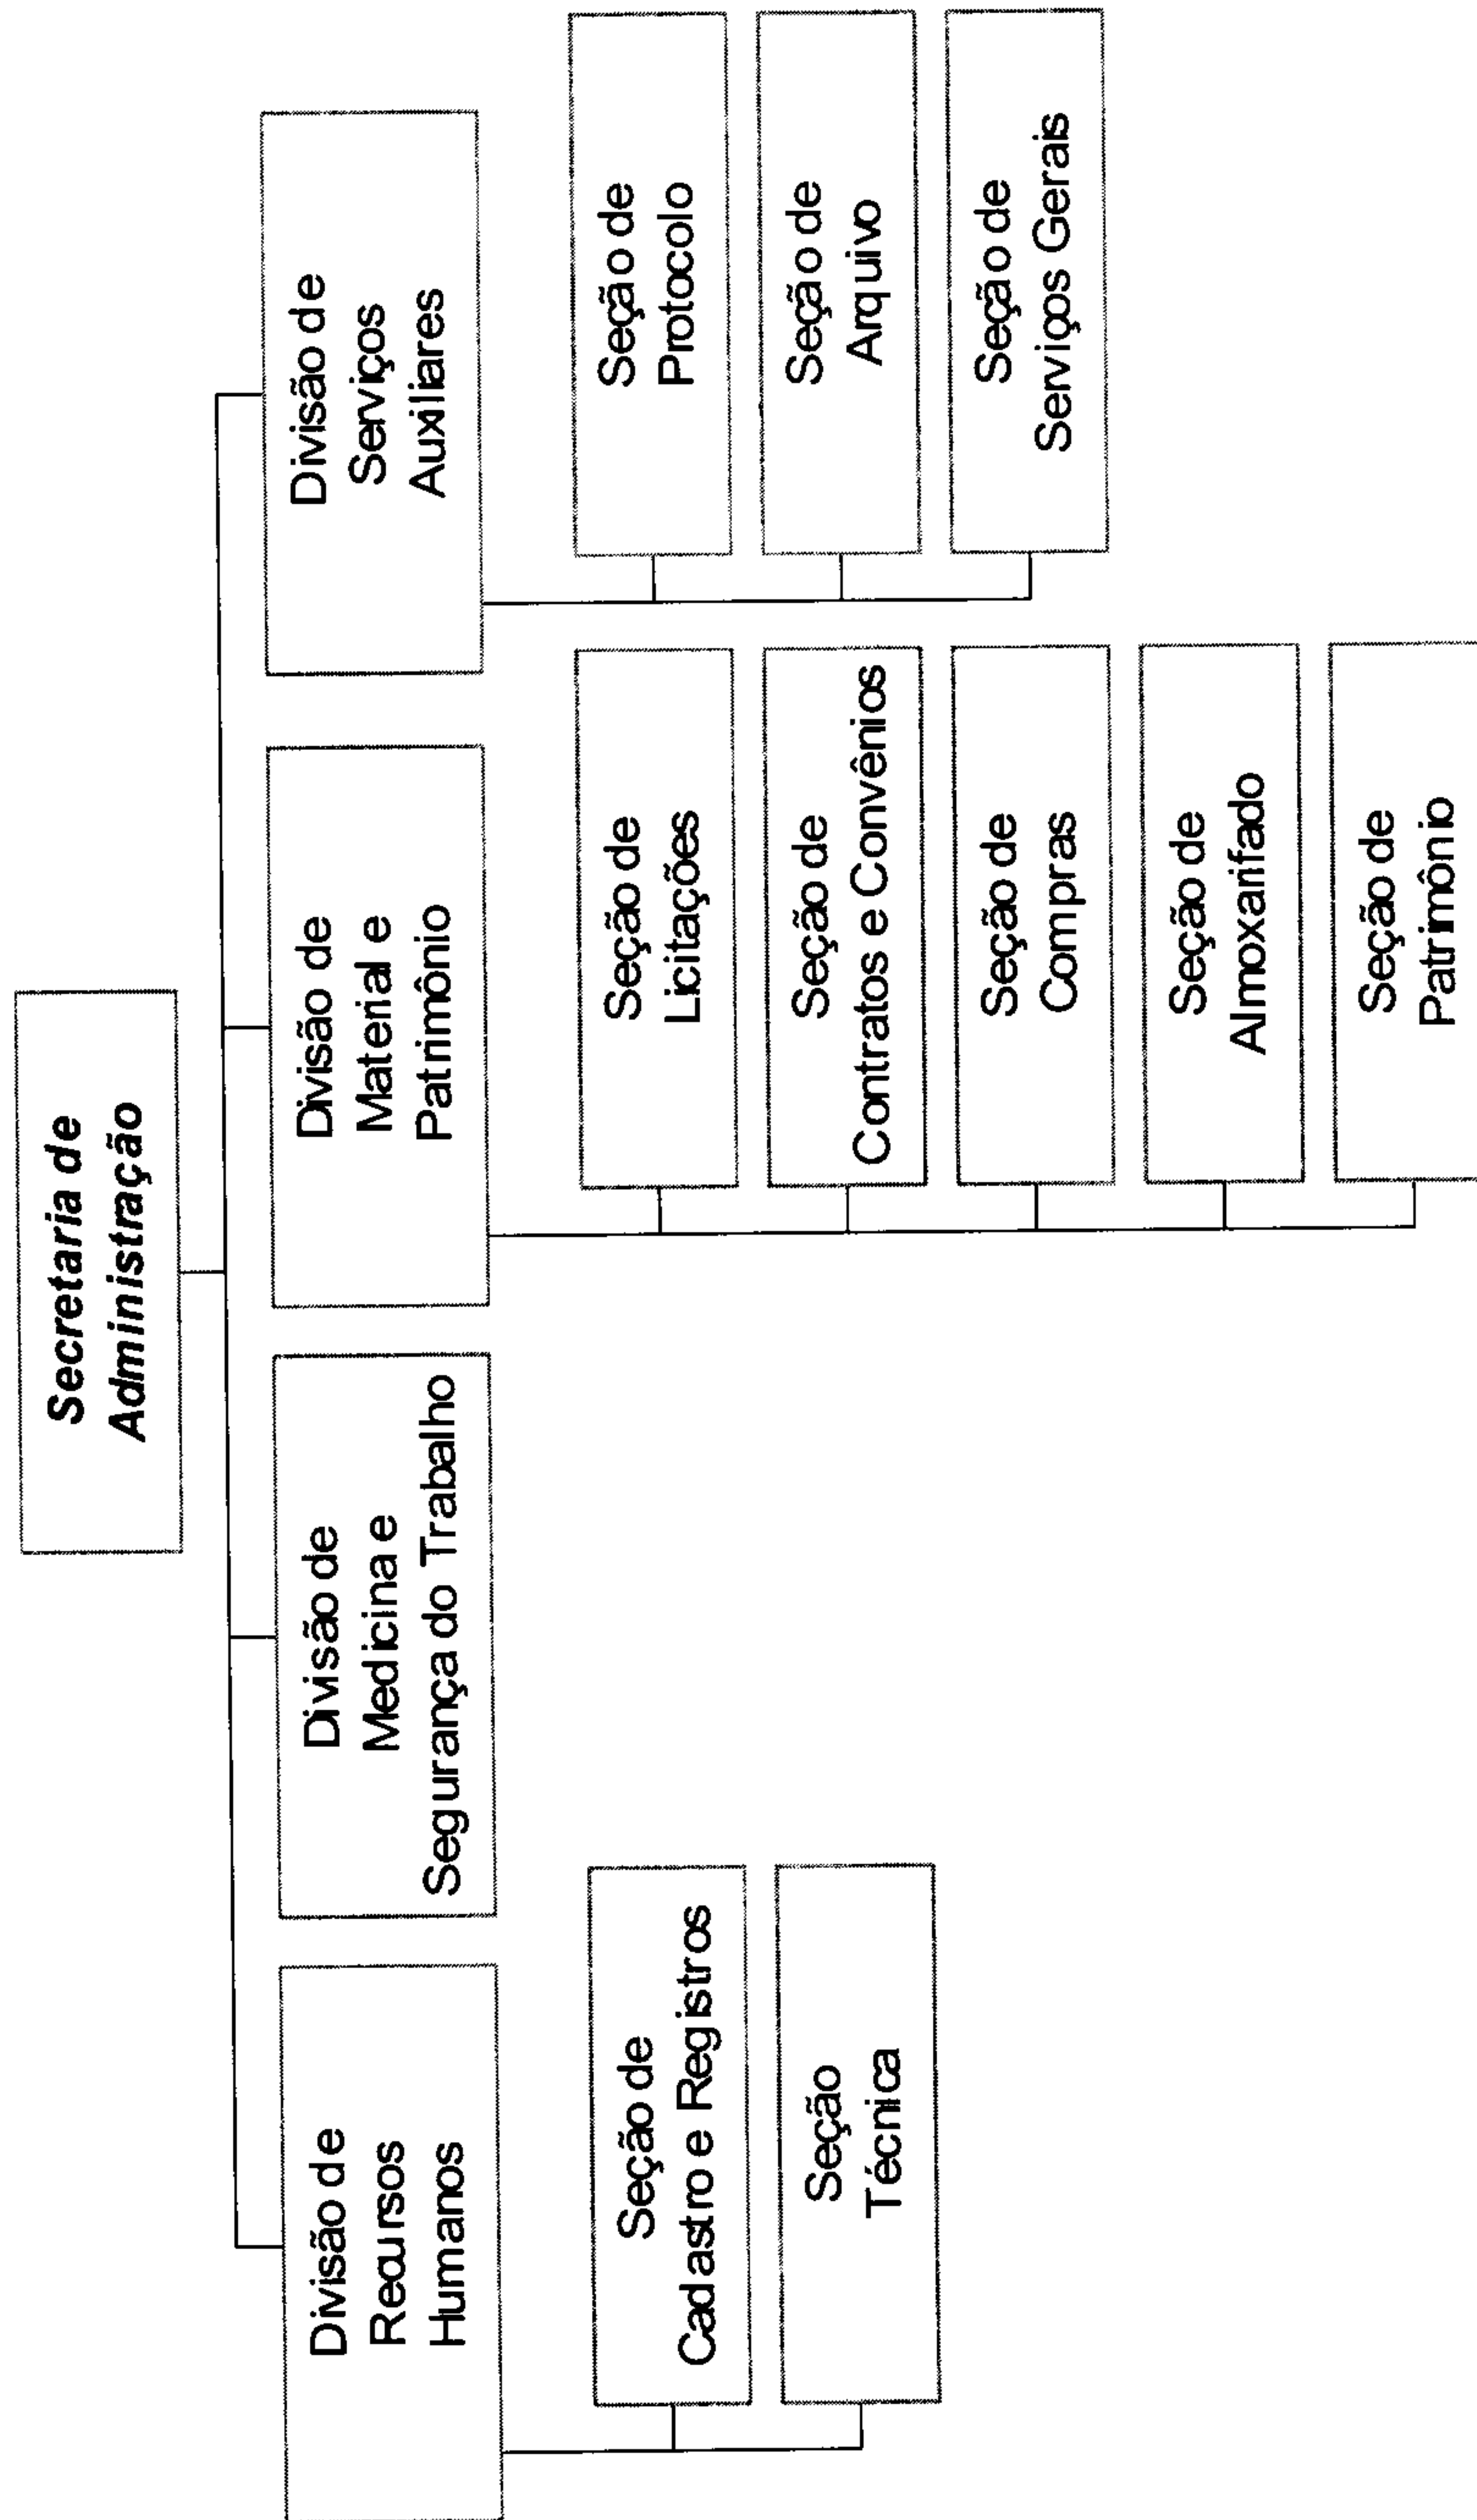 Secretaria de
Administração
Divisão de
Recursos
Humanos
Seção de
Cadastro e Registros
Seção
Técnica
Divisão de
Medicina e
Segurança do Trabalho
Divisão de
Material e
Patrimônio
Seção de
Licitações
Seção de
Contratos e Convênios
Seção de
Compras
Seção de
Almoxarifado
Seção de
Patrimônio
Divisão de
Serviços
Auxiliares
Seção de
Protocolo
Seção de
Arquivo
Seção de
Serviços Gerais